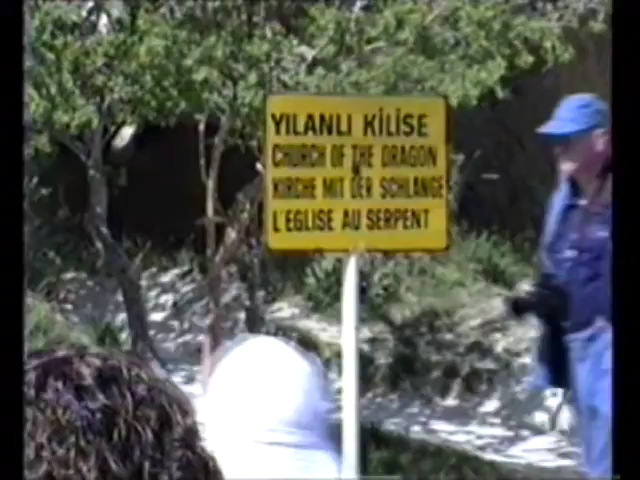 YILANLI KİLİSE
CHURCH OF THE DRAGON
KIRCHE MIT DER SCHLANGE
L'EGLISE AU SERPENT